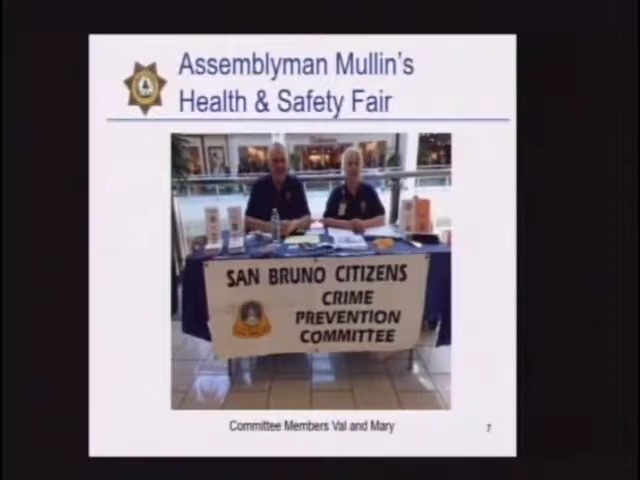 Assemblyman Mullin's
Health & Safety Fair
SAN BRUNO CITIZENS
CRIME
PREVENTION
COMMITTEE
Committee Members Val and Mary
7